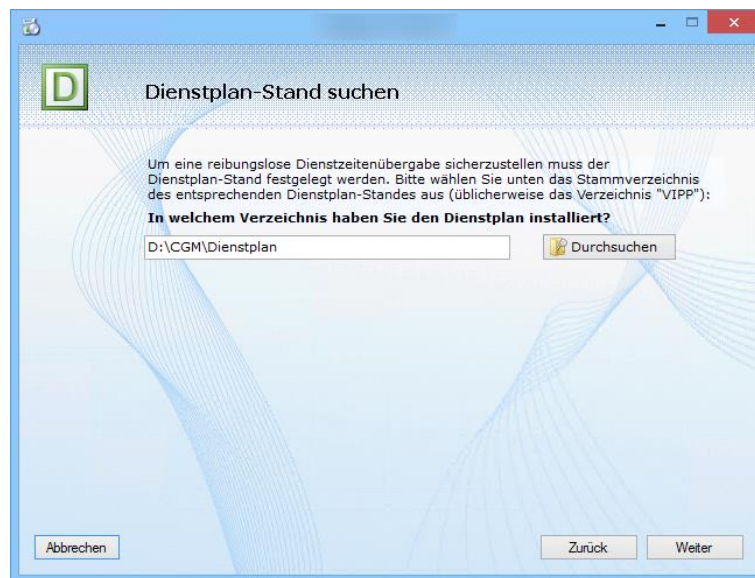 D
Dienstplan-Stand suchen
Um eine reibungslose Dienstzeitenübergabe sicherzustellen muss der
Dienstplan-Stand festgelegt werden. Bitte wählen Sie unten das Stammverzeichnis
des entsprechenden Dienstplan-Standes aus (üblicherweise das Verzeichnis "VIPP"):
In welchem Verzeichnis haben Sie den Dienstplan installiert?
D:\CGM\Dienstplan
Durchsuchen
Abbrechen
Zurück
Weiter